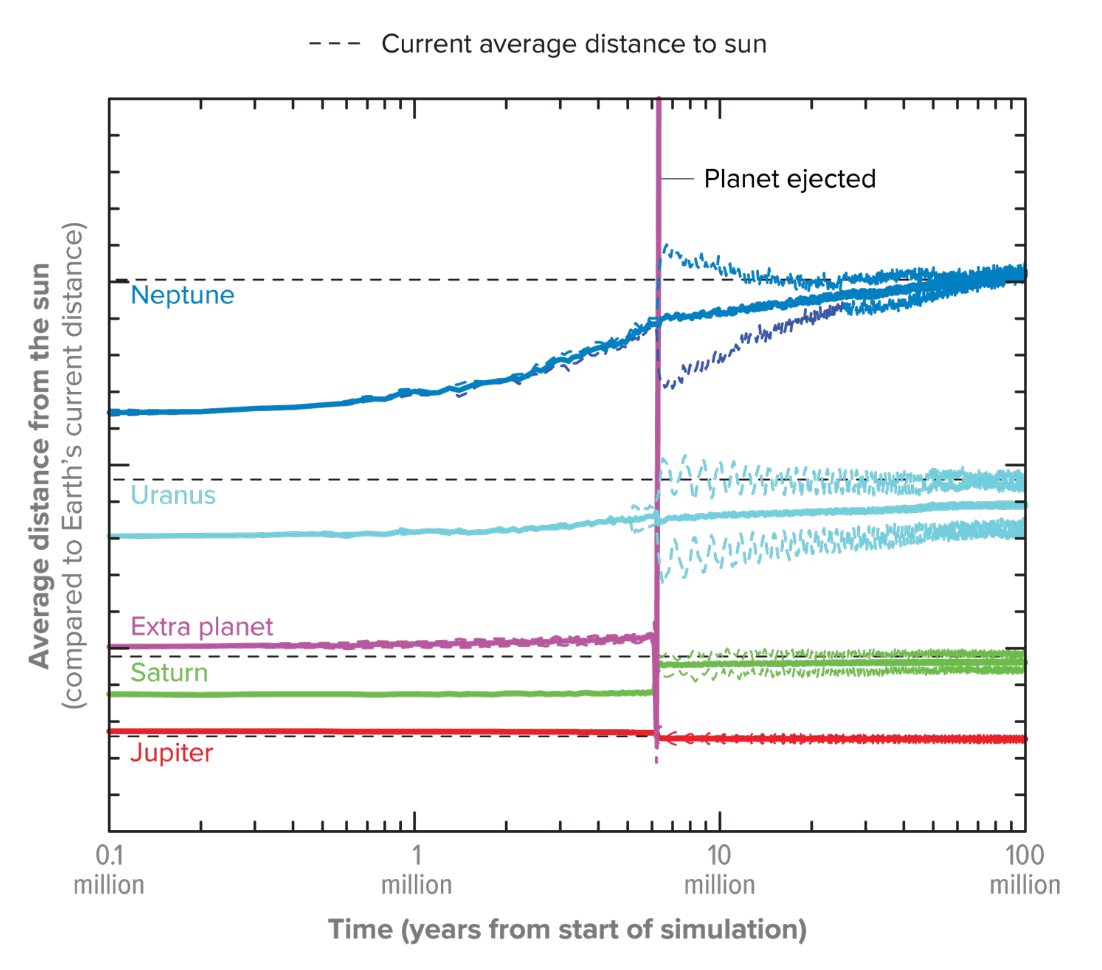 Current average distance to sun
Planet ejected
Neptune
Uranus
Extra planet
Saturn
Jupiter
Average distance from the sun
(compared to Earth's current distance)
0.1
million
1
million
10
million
100
million
Time (years from start of simulation)